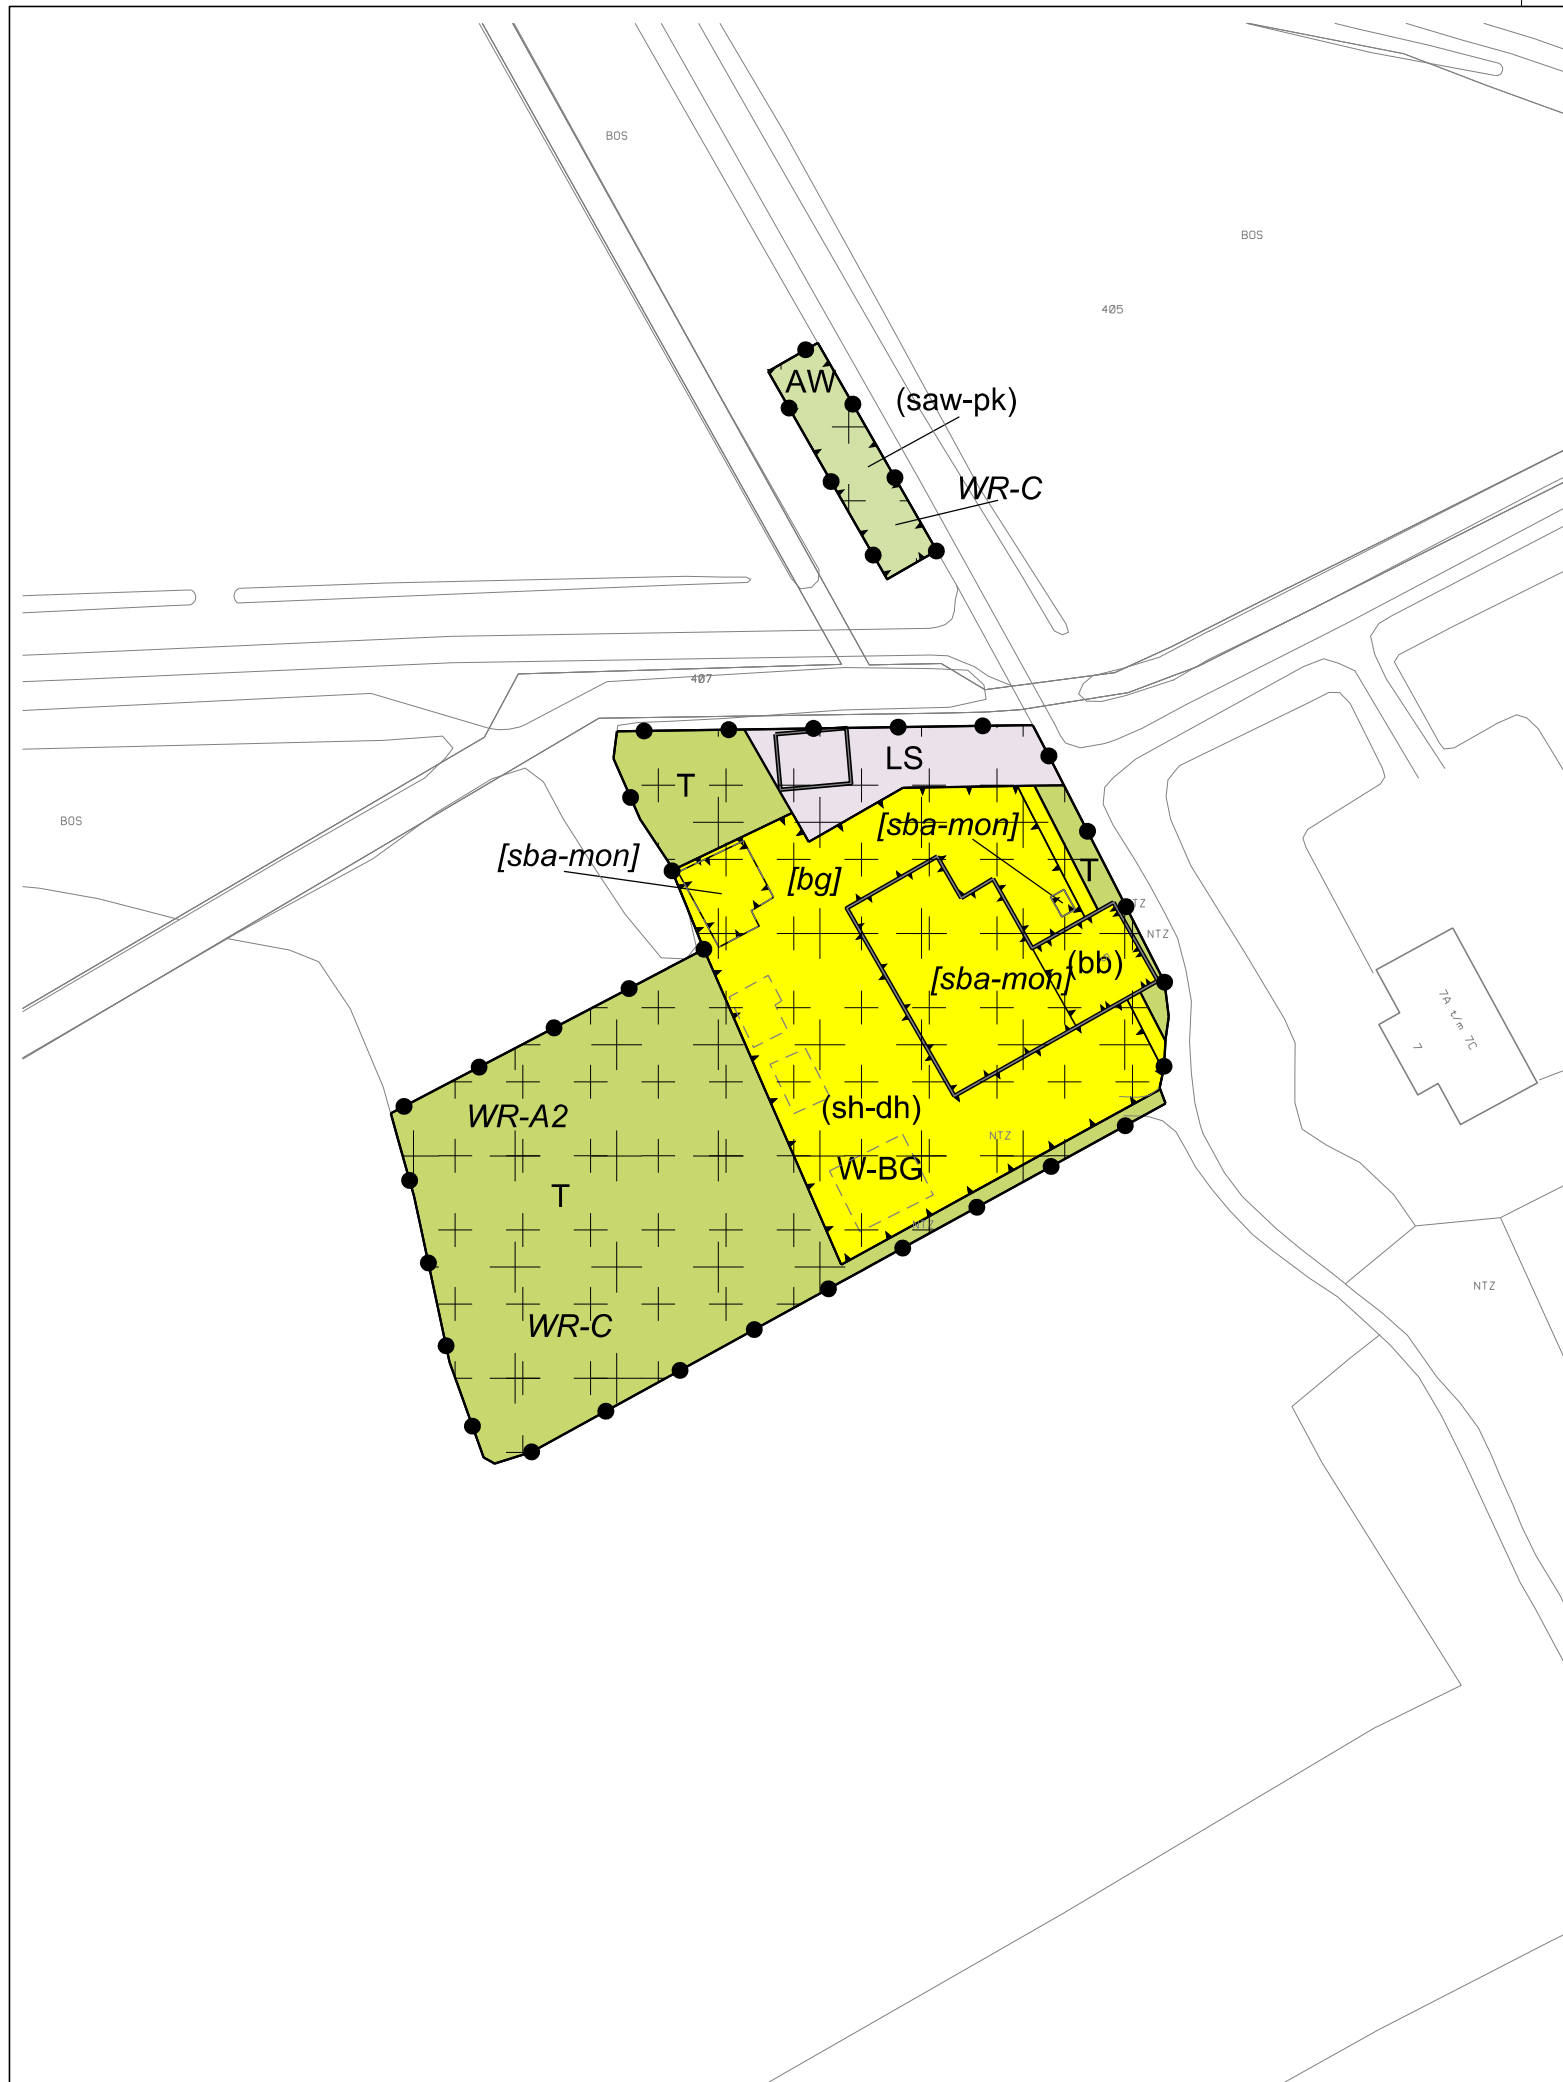 BOS
BOS
405
AW
(saw-pk)
WR-C
407
LS
T
BOS
[sba-mon]
[sba-mon]
[bg]
T
NTZ
[sba-mon]
(bb)
7A t/m 7C
7
WR-A2
(sh-dh)
NTZ
W-BG
T
NTZ
NTZ
WR-C